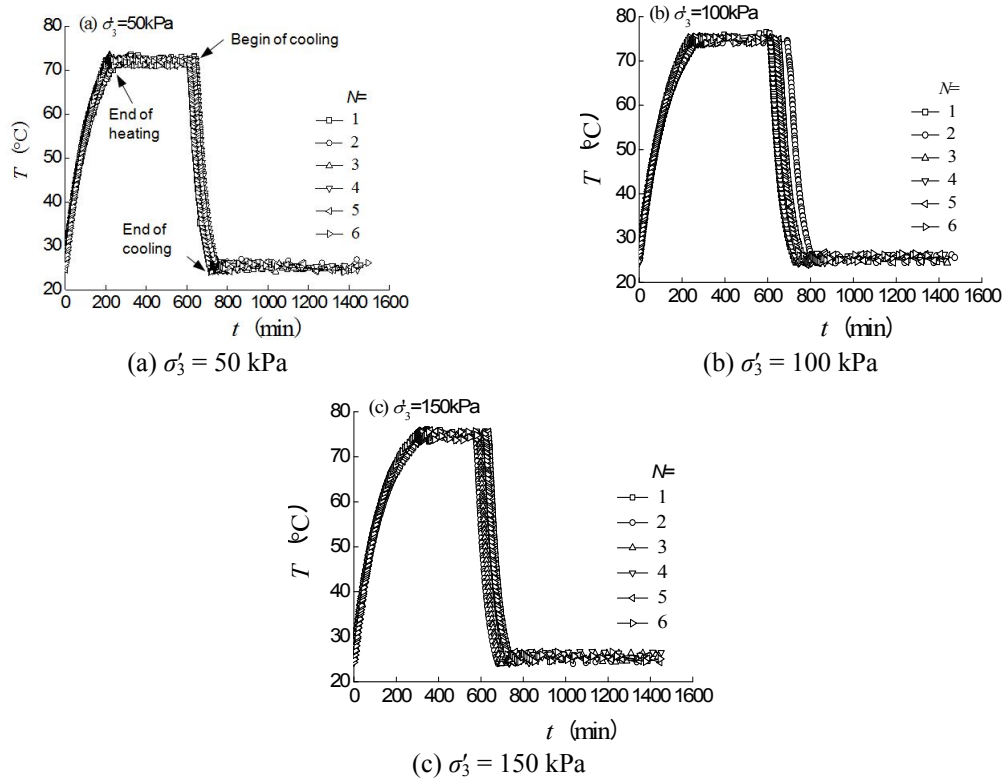 (a) σ'3=50kPa
80
70
60
50
40
30
20
T (°C)
Begin of cooling
End of
heating
End of
cooling
N=
1
2
3
4
5
6
0 200 400 600 800 1000 1200 1400 1600
t (min)
(a) σ′3 = 50 kPa
(b) σ'3=100kPa
80
70
60
50
40
30
20
T (°C)
N=
1
2
3
4
5
6
0 200 400 600 800 1000 1200 1400 1600
t (min)
(b) σ′3 = 100 kPa
(c) σ'3=150kPa
80
70
60
50
40
30
20
T (°C)
N=
1
2
3
4
5
6
0 200 400 600 800 1000 1200 1400 1600
t (min)
(c) σ′3 = 150 kPa